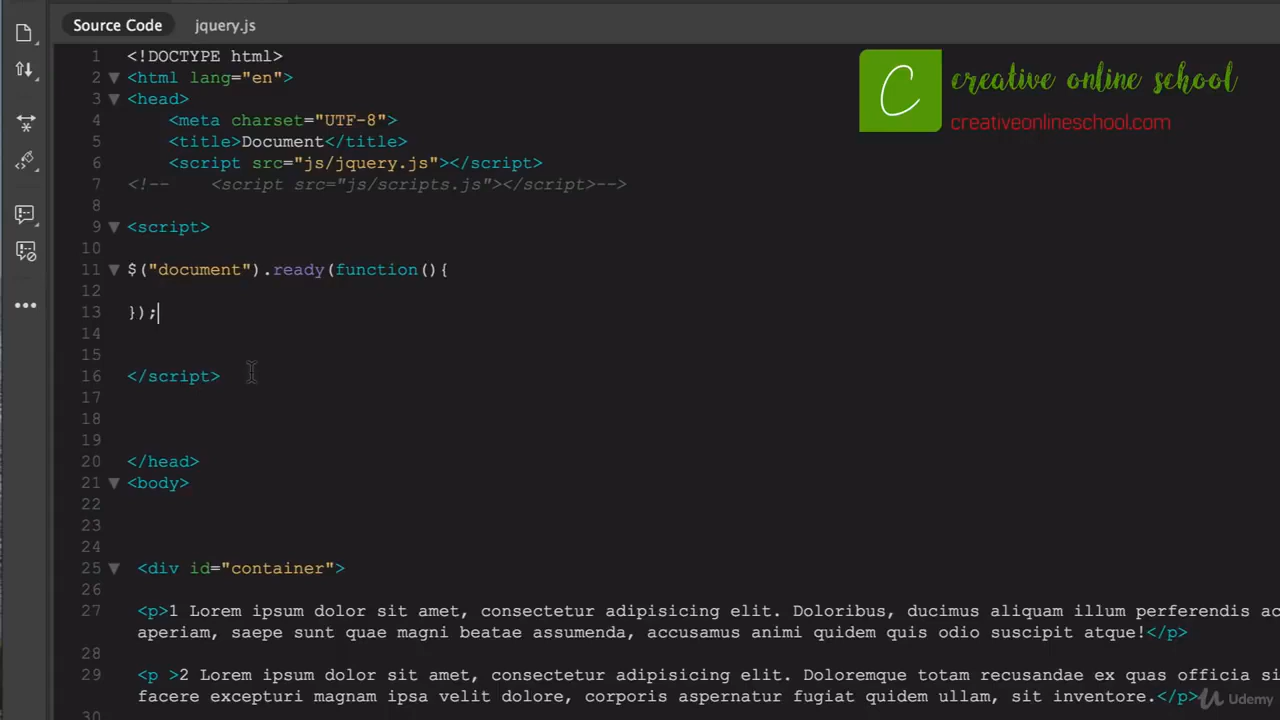 Source Code jquery.js
1 <!DOCTYPE html>
2 <html lang="en">
3 <head>
4 <meta charset="UTF-8">
5 <title>Document</title>
6 <script src="js/jquery.js"></script>
7 <!-- <script src="js/scripts.js"></script>-->
8
9 <script>
10
11 $("document").ready(function(){
12
13 });
14
15
16 </script>
17
18
19
20 </head>
21 <body>
22
23
24
25 <div id="container">
26
27 <p>1 Lorem ipsum dolor sit amet, consectetur adipisicing elit. Doloribus, ducimus aliquam illum perferendis ac
aperiam, saepe sunt quae magni beatae assumenda, accusamus animi quidem quis odio suscipit atque!</p>
28
29 <p >2 Lorem ipsum dolor sit amet, consectetur adipisicing elit. Doloremque totam recusandae ex quas officia si
facere excepturi magnam ipsa velit dolore, corporis aspernatur fugiat quidem ullam, sit inventore.</p>
30
C creative online school
creativeonlineschool.com
Udemy